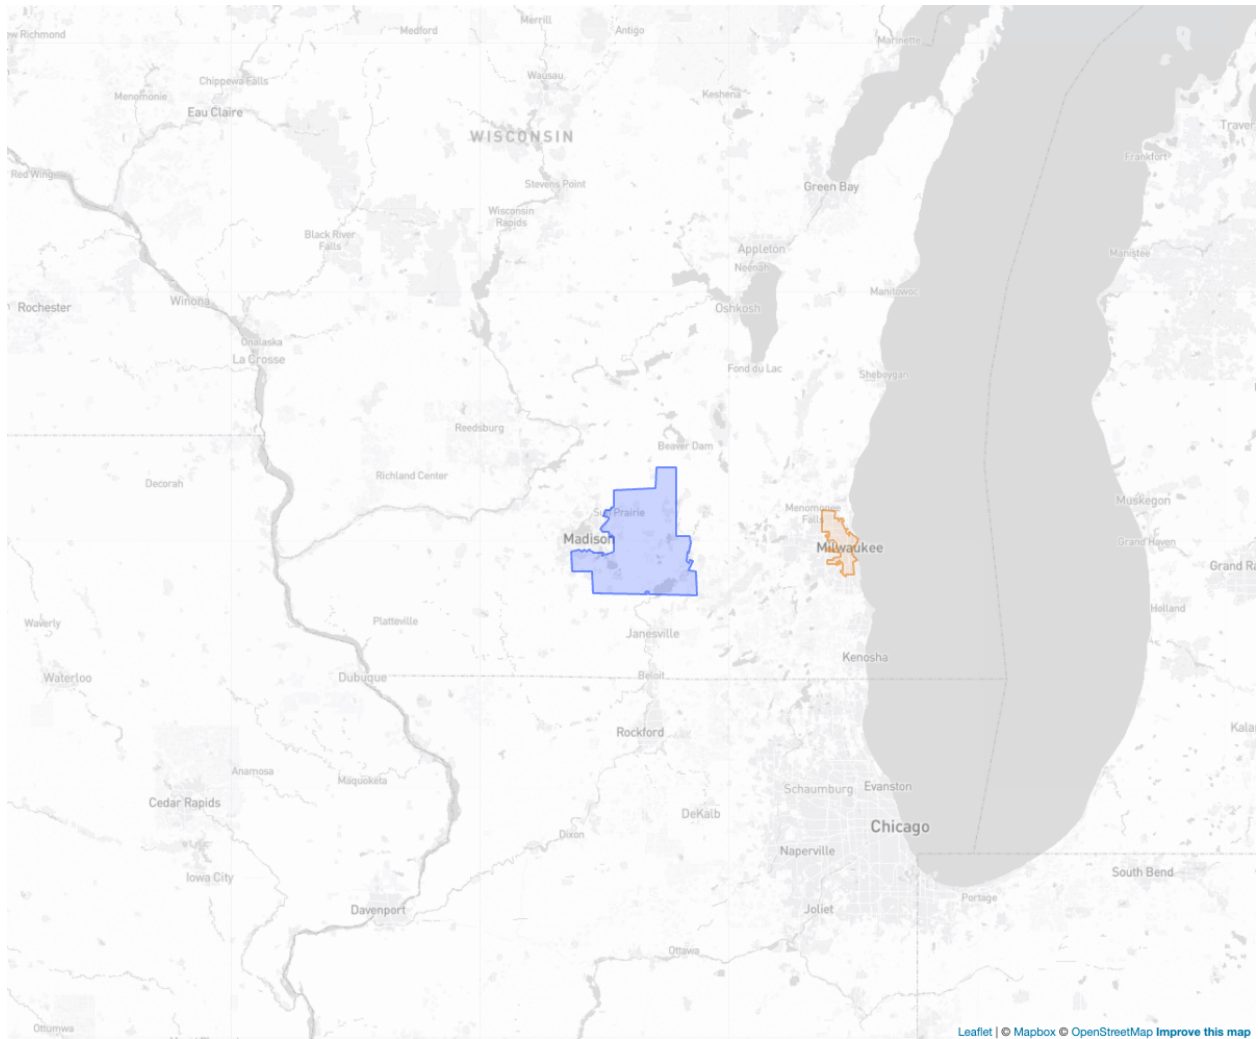 Merrill
Medford
Antigo
ew Richmond
Marinette
Wausau
Chippewa Falls
Keshena
Menomonie
Eau Claire
Traver
WISCONSIN
Frankfort
Red Wing
Stevens Point
Green Bay
Wisconsin
Rapids
Black River
Falls
Appleton
Manistee
Neenah
Manitowoc
Winona
Rochester
Oshkosh
Onalaska
La Crosse
Fond du Lac
Sheboygan
Reedsburg
Beaver Dam
Richland Center
Decorah
Muskegon
Menomonee
Falls
Sun Prairie
Madison
Grand Haven
Milwaukee
Grand Ra
Holland
Platteville
Waverly
Janesville
Kenosha
Beloit
Waterloo
Dubuque
Kala
Rockford
Anamosa
Maquoketa
Evanston
Schaumburg
Cedar Rapids
DeKalb
Chicago
Dixon
Naperville
South Bend
Iowa City
Portage
Davenport
Joliet
Ottawa
Ottumwa
Leaflet | © Mapbox © OpenStreetMap Improve this map